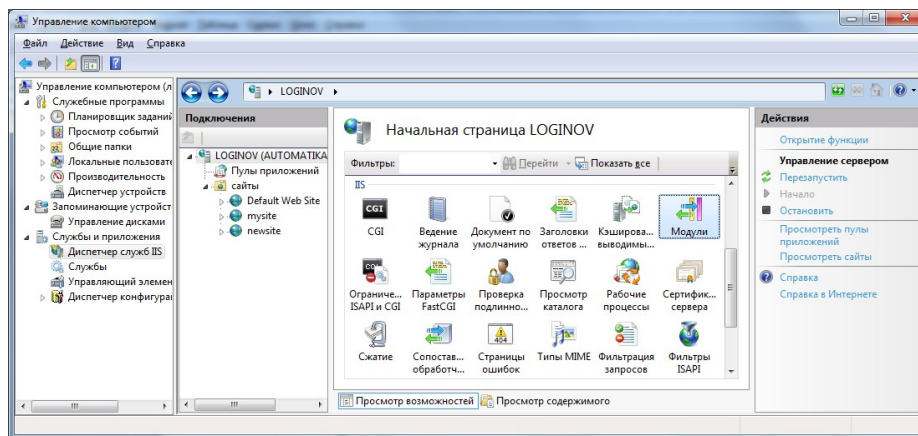 Управление компьютером
Файл Действие Вид Справка
LOGINOV
Управление компьютером (л
Служебные программы
Планировщик заданий
Просмотр событий
Общие папки
Локальные пользовате
Производительность
Диспетчер устройств
Запоминающие устройст
Управление дисками
Службы и приложения
Диспетчер служб IIS
Службы
Управляющий элемен
Диспетчер конфигура
Подключения
LOGINOV (AUTOMATIKA
Пулы приложений
сайты
Default Web Site
mysite
newsite
Начальная страница LOGINOV
Фильтры: Перейти Показать все
IIS
CGI Ведение журнала Документ по умолчанию Заголовки ответов ... Кэширова... выводимы... Модули
Ограниче... ISAPI и CGI Параметры FastCGI Проверка подлинно... Просмотр каталога Рабочие процессы Сертифик... сервера
Сжатие Сопостав... обработч... Страницы ошибок Типы MIME Фильтрация запросов Фильтры ISAPI
Просмотр возможностей Просмотр содержимого
Действия
Открытие функции
Управление сервером
Перезапустить
Начало
Остановить
Просмотреть пулы
приложений
Просмотреть сайты
Справка
Справка в Интернете